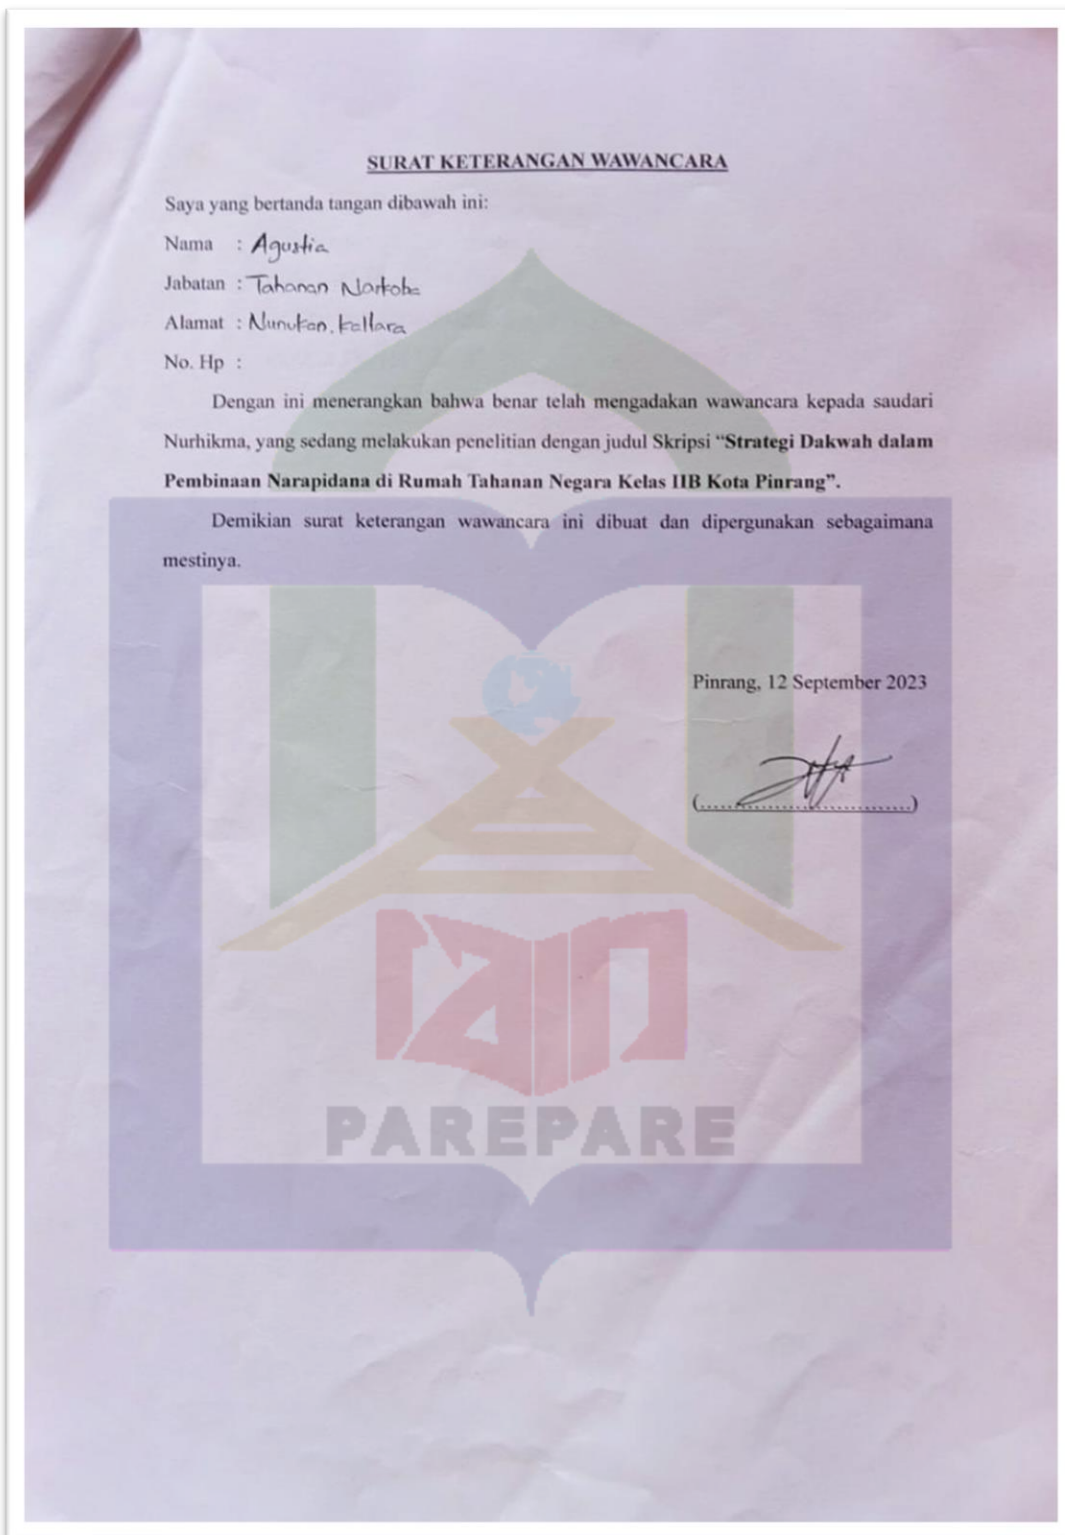 SURAT KETERANGAN WAWANCARA
Saya yang bertanda tangan dibawah ini:
Nama : Agustia
Jabatan : Tahanan Narkoba
Alamat : Nunukan, kaltara
No. Hp :
Dengan ini menerangkan bahwa benar telah mengadakan wawancara kepada saudari
Nurhikma, yang sedang melakukan penelitian dengan judul Skripsi “Strategi Dakwah dalam
Pembinaan Narapidana di Rumah Tahanan Negara Kelas IIB Kota Pinrang”.
Demikian surat keterangan wawancara ini dibuat dan dipergunakan sebagaimana
mestinya.
Pinrang, 12 September 2023
(....................................)
iain
PAREPARE